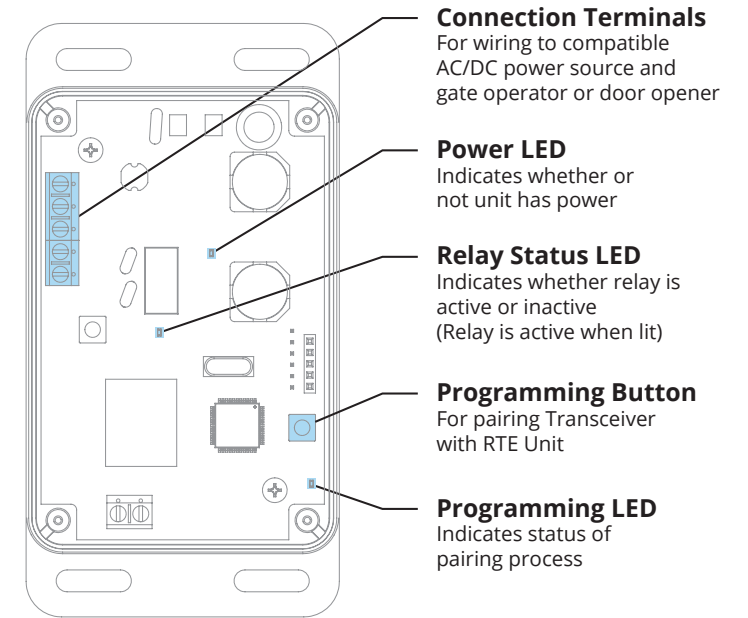 Connection Terminals
For wiring to compatible
AC/DC power source and
gate operator or door opener
Power LED
Indicates whether or
not unit has power
Relay Status LED
Indicates whether relay is
active or inactive
(Relay is active when lit)
Programming Button
For pairing Transceiver
with RTE Unit
Programming LED
Indicates status of
pairing process